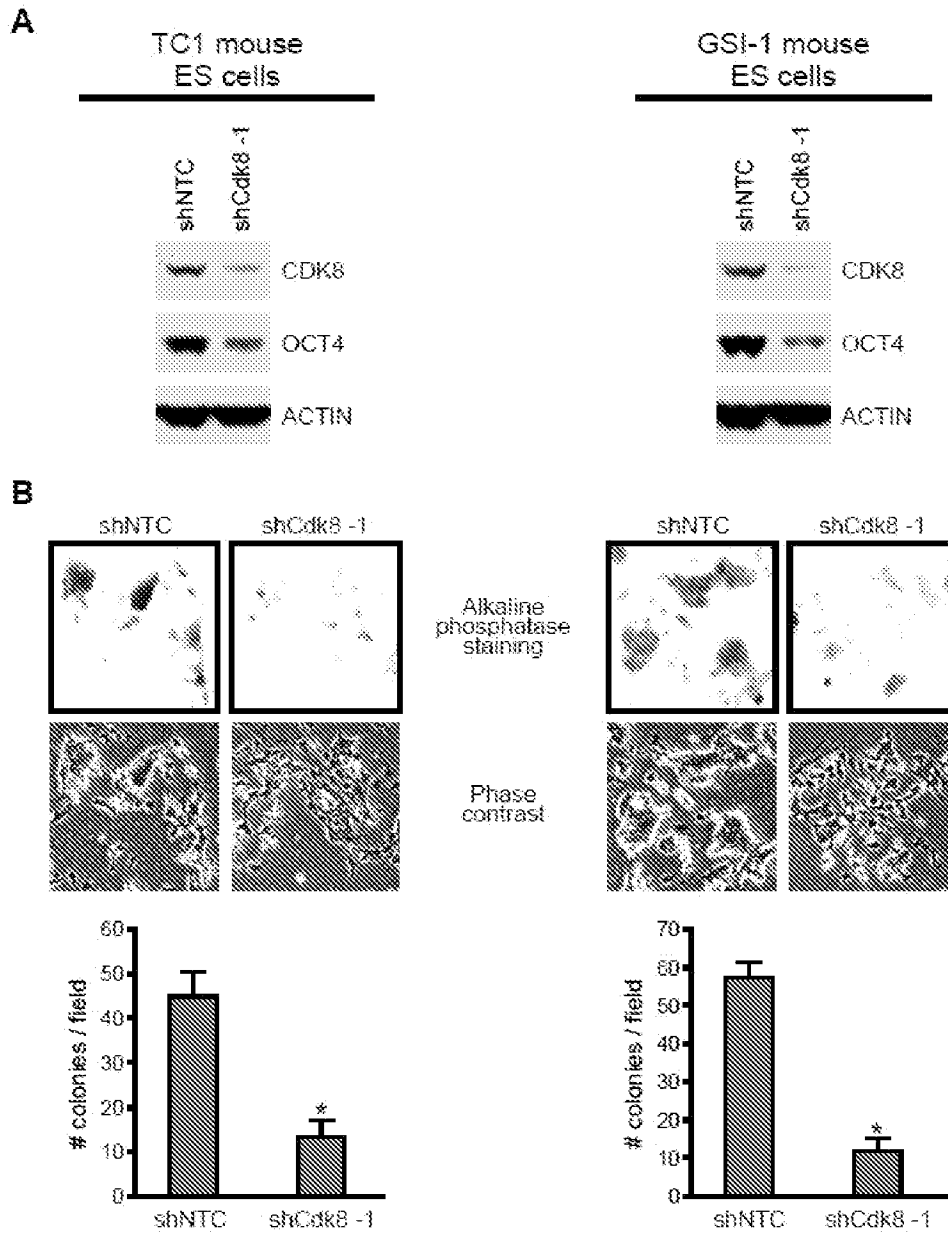 A
TC1 mouse
ES cells
GSI-1 mouse
ES cells
shNTC
shCdk8 -1
shNTC
shCdk8 -1
CDK8
CDK8
OCT4
OCT4
ACTIN
ACTIN
B
shNTC
shCdk8 -1
shNTC
shCdk8 -1
Alkaline
phosphatase
staining
Phase
contrast
# colonies / field
60
50
40
30
20
10
0
*
shNTC
shCdk8 -1
# colonies / field
70
60
50
40
30
20
10
0
*
shNTC
shCdk8 -1